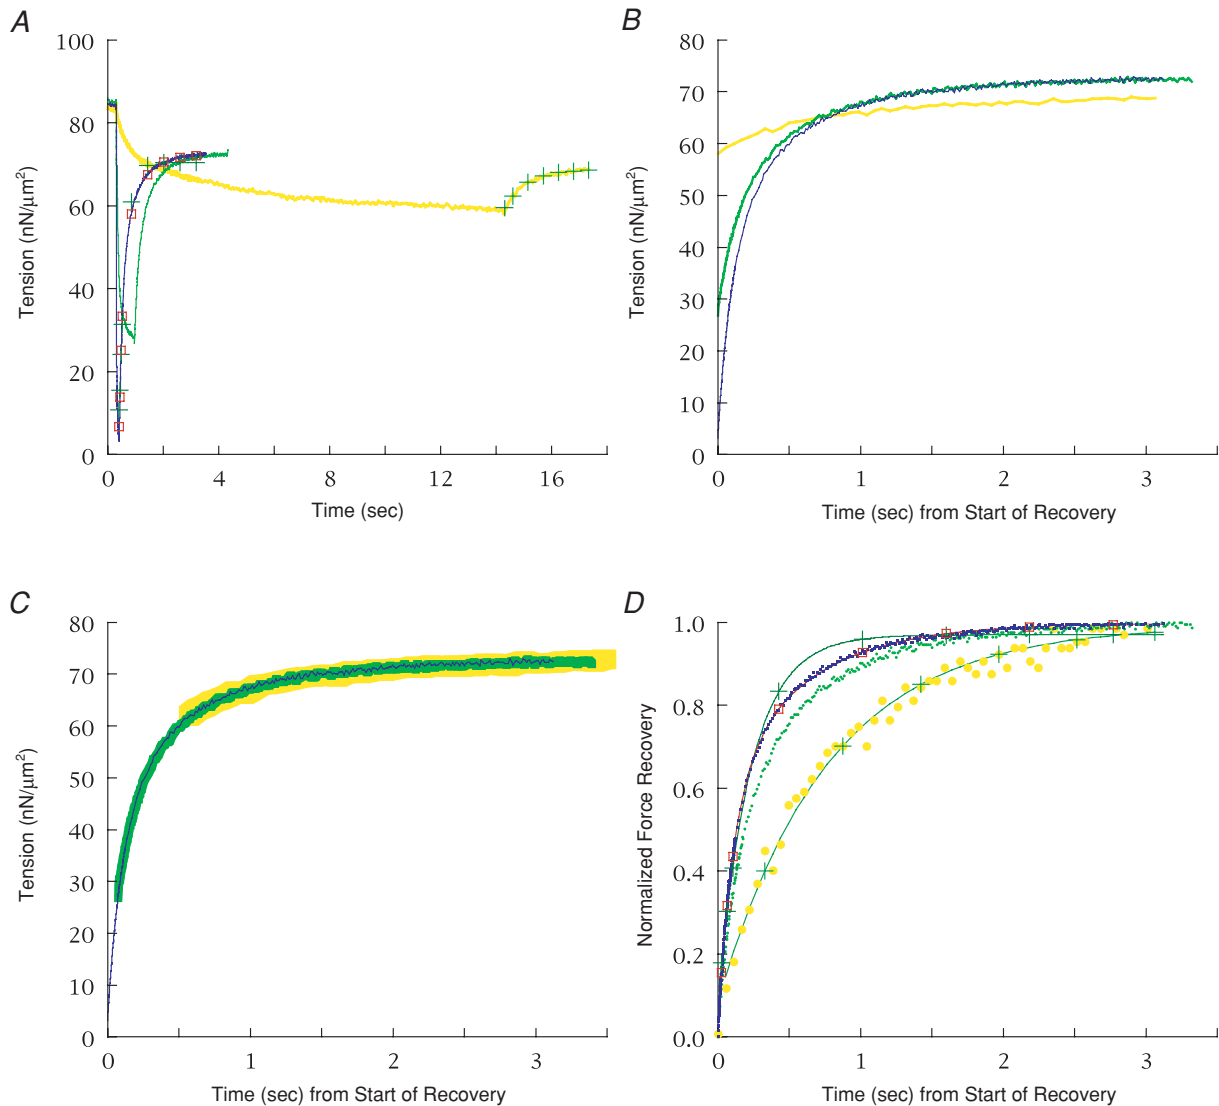 A
100
80
60
40
20
0
Tension (nN/μm²)
0 4 8 12 16
Time (sec)
B
80
70
60
50
40
30
20
10
0
Tension (nN/μm²)
0 1 2 3
Time (sec) from Start of Recovery
C
80
70
60
50
40
30
20
10
0
Tension (nN/μm²)
0 1 2 3
Time (sec) from Start of Recovery
D
1.0
0.8
0.6
0.4
0.2
0.0
Normalized Force Recovery
0 1 2 3
Time (sec) from Start of Recovery